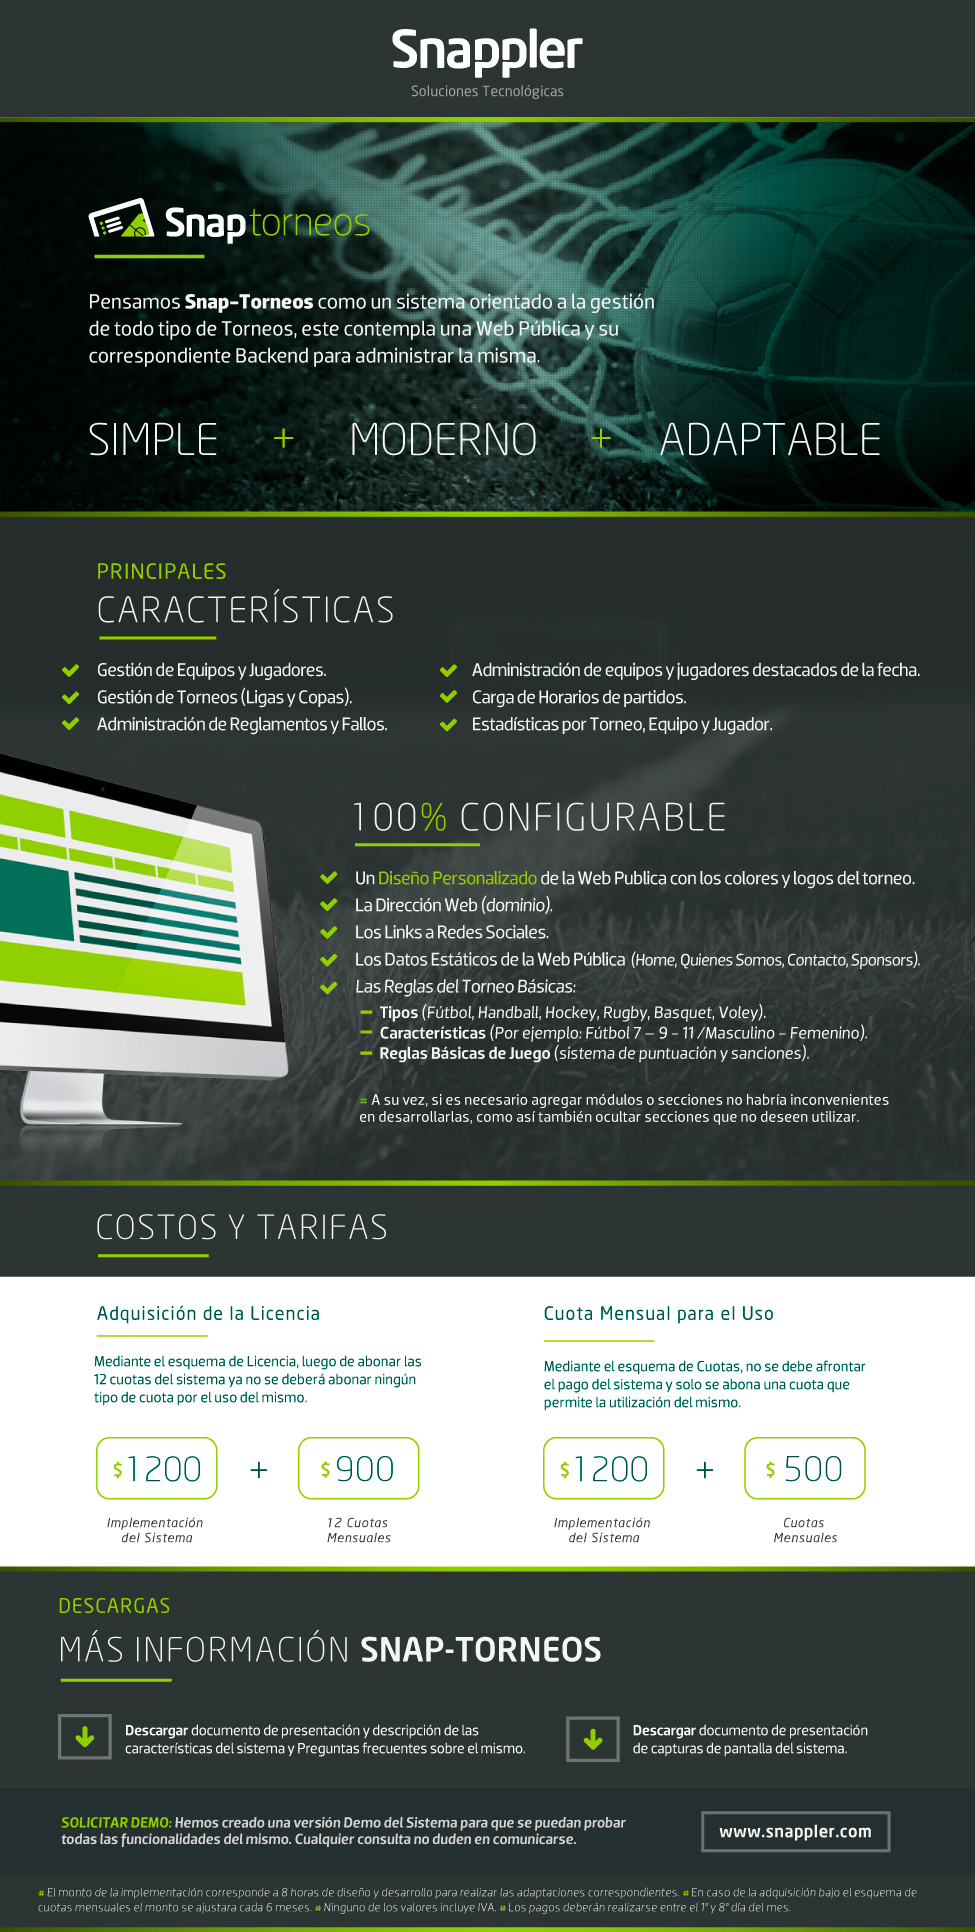 Snappler
Soluciones Tecnológicas
Snaptorneos
Pensamos Snap-Torneos como un sistema orientado a la gestión
de todo tipo de Torneos, este contempla una Web Pública y su
correspondiente Backend para administrar la misma.
SIMPLE + MODERNO + ADAPTABLE
PRINCIPALES
CARACTERÍSTICAS
Gestión de Equipos y Jugadores.
Gestión de Torneos (Ligas y Copas).
Administración de Reglamentos y Fallos.
Administración de equipos y jugadores destacados de la fecha.
Carga de Horarios de partidos.
Estadísticas por Torneo, Equipo y Jugador.
100% CONFIGURABLE
Un Diseño Personalizado de la Web Publica con los colores y logos del torneo.
La Dirección Web (dominio).
Los Links a Redes Sociales.
Los Datos Estáticos de la Web Pública (Home, Quienes Somos, Contacto, Sponsors).
Las Reglas del Torneo Básicas:
Tipos (Fútbol, Handball, Hockey, Rugby, Basquet, Voley).
Características (Por ejemplo: Fútbol 7 – 9 - 11 /Masculino - Femenino).
Reglas Básicas de Juego (sistema de puntuación y sanciones).
# A su vez, si es necesario agregar módulos o secciones no habría inconvenientes
en desarrollarlas, como así también ocultar secciones que no deseen utilizar.
COSTOS Y TARIFAS
Adquisición de la Licencia
Mediante el esquema de Licencia, luego de abonar las
12 cuotas del sistema ya no se deberá abonar ningún
tipo de cuota por el uso del mismo.
$1200 + $900
Implementación
del Sistema
12 Cuotas
Mensuales
Cuota Mensual para el Uso
Mediante el esquema de Cuotas, no se debe afrontar
el pago del sistema y solo se abona una cuota que
permite la utilización del mismo.
$1200 + $ 500
Implementación
del Sistema
Cuotas
Mensuales
DESCARGAS
MÁS INFORMACIÓN SNAP-TORNEOS
Descargar documento de presentación y descripción de las
características del sistema y Preguntas frecuentes sobre el mismo.
Descargar documento de presentación
de capturas de pantalla del sistema.
SOLICITAR DEMO: Hemos creado una versión Demo del Sistema para que se puedan probar
todas las funcionalidades del mismo. Cualquier consulta no duden en comunicarse.
www.snappler.com
# El monto de la implementación corresponde a 8 horas de diseño y desarrollo para realizar las adaptaciones correspondientes. # En caso de la adquisición bajo el esquema de
cuotas mensuales el monto se ajustara cada 6 meses. # Ninguno de los valores incluye IVA. # Los pagos deberán realizarse entre el 1° y 8° día del mes.